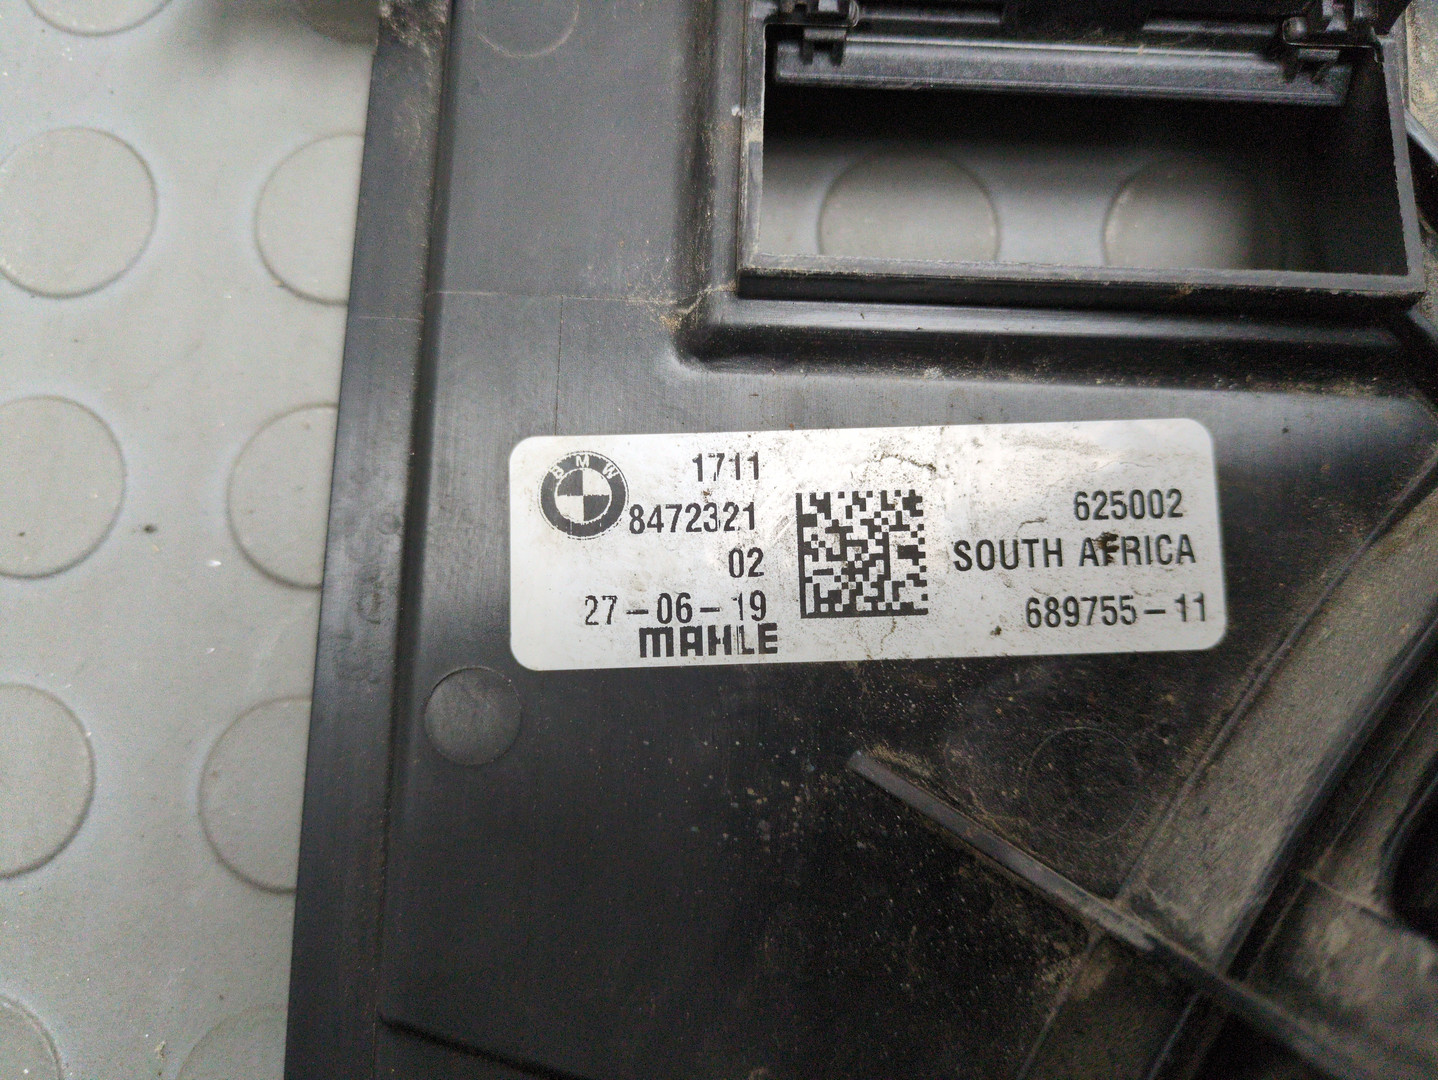 BMW
1711
8472321
02
27-06-19
MAHLE
625002
SOUTH AFRICA
689755-11